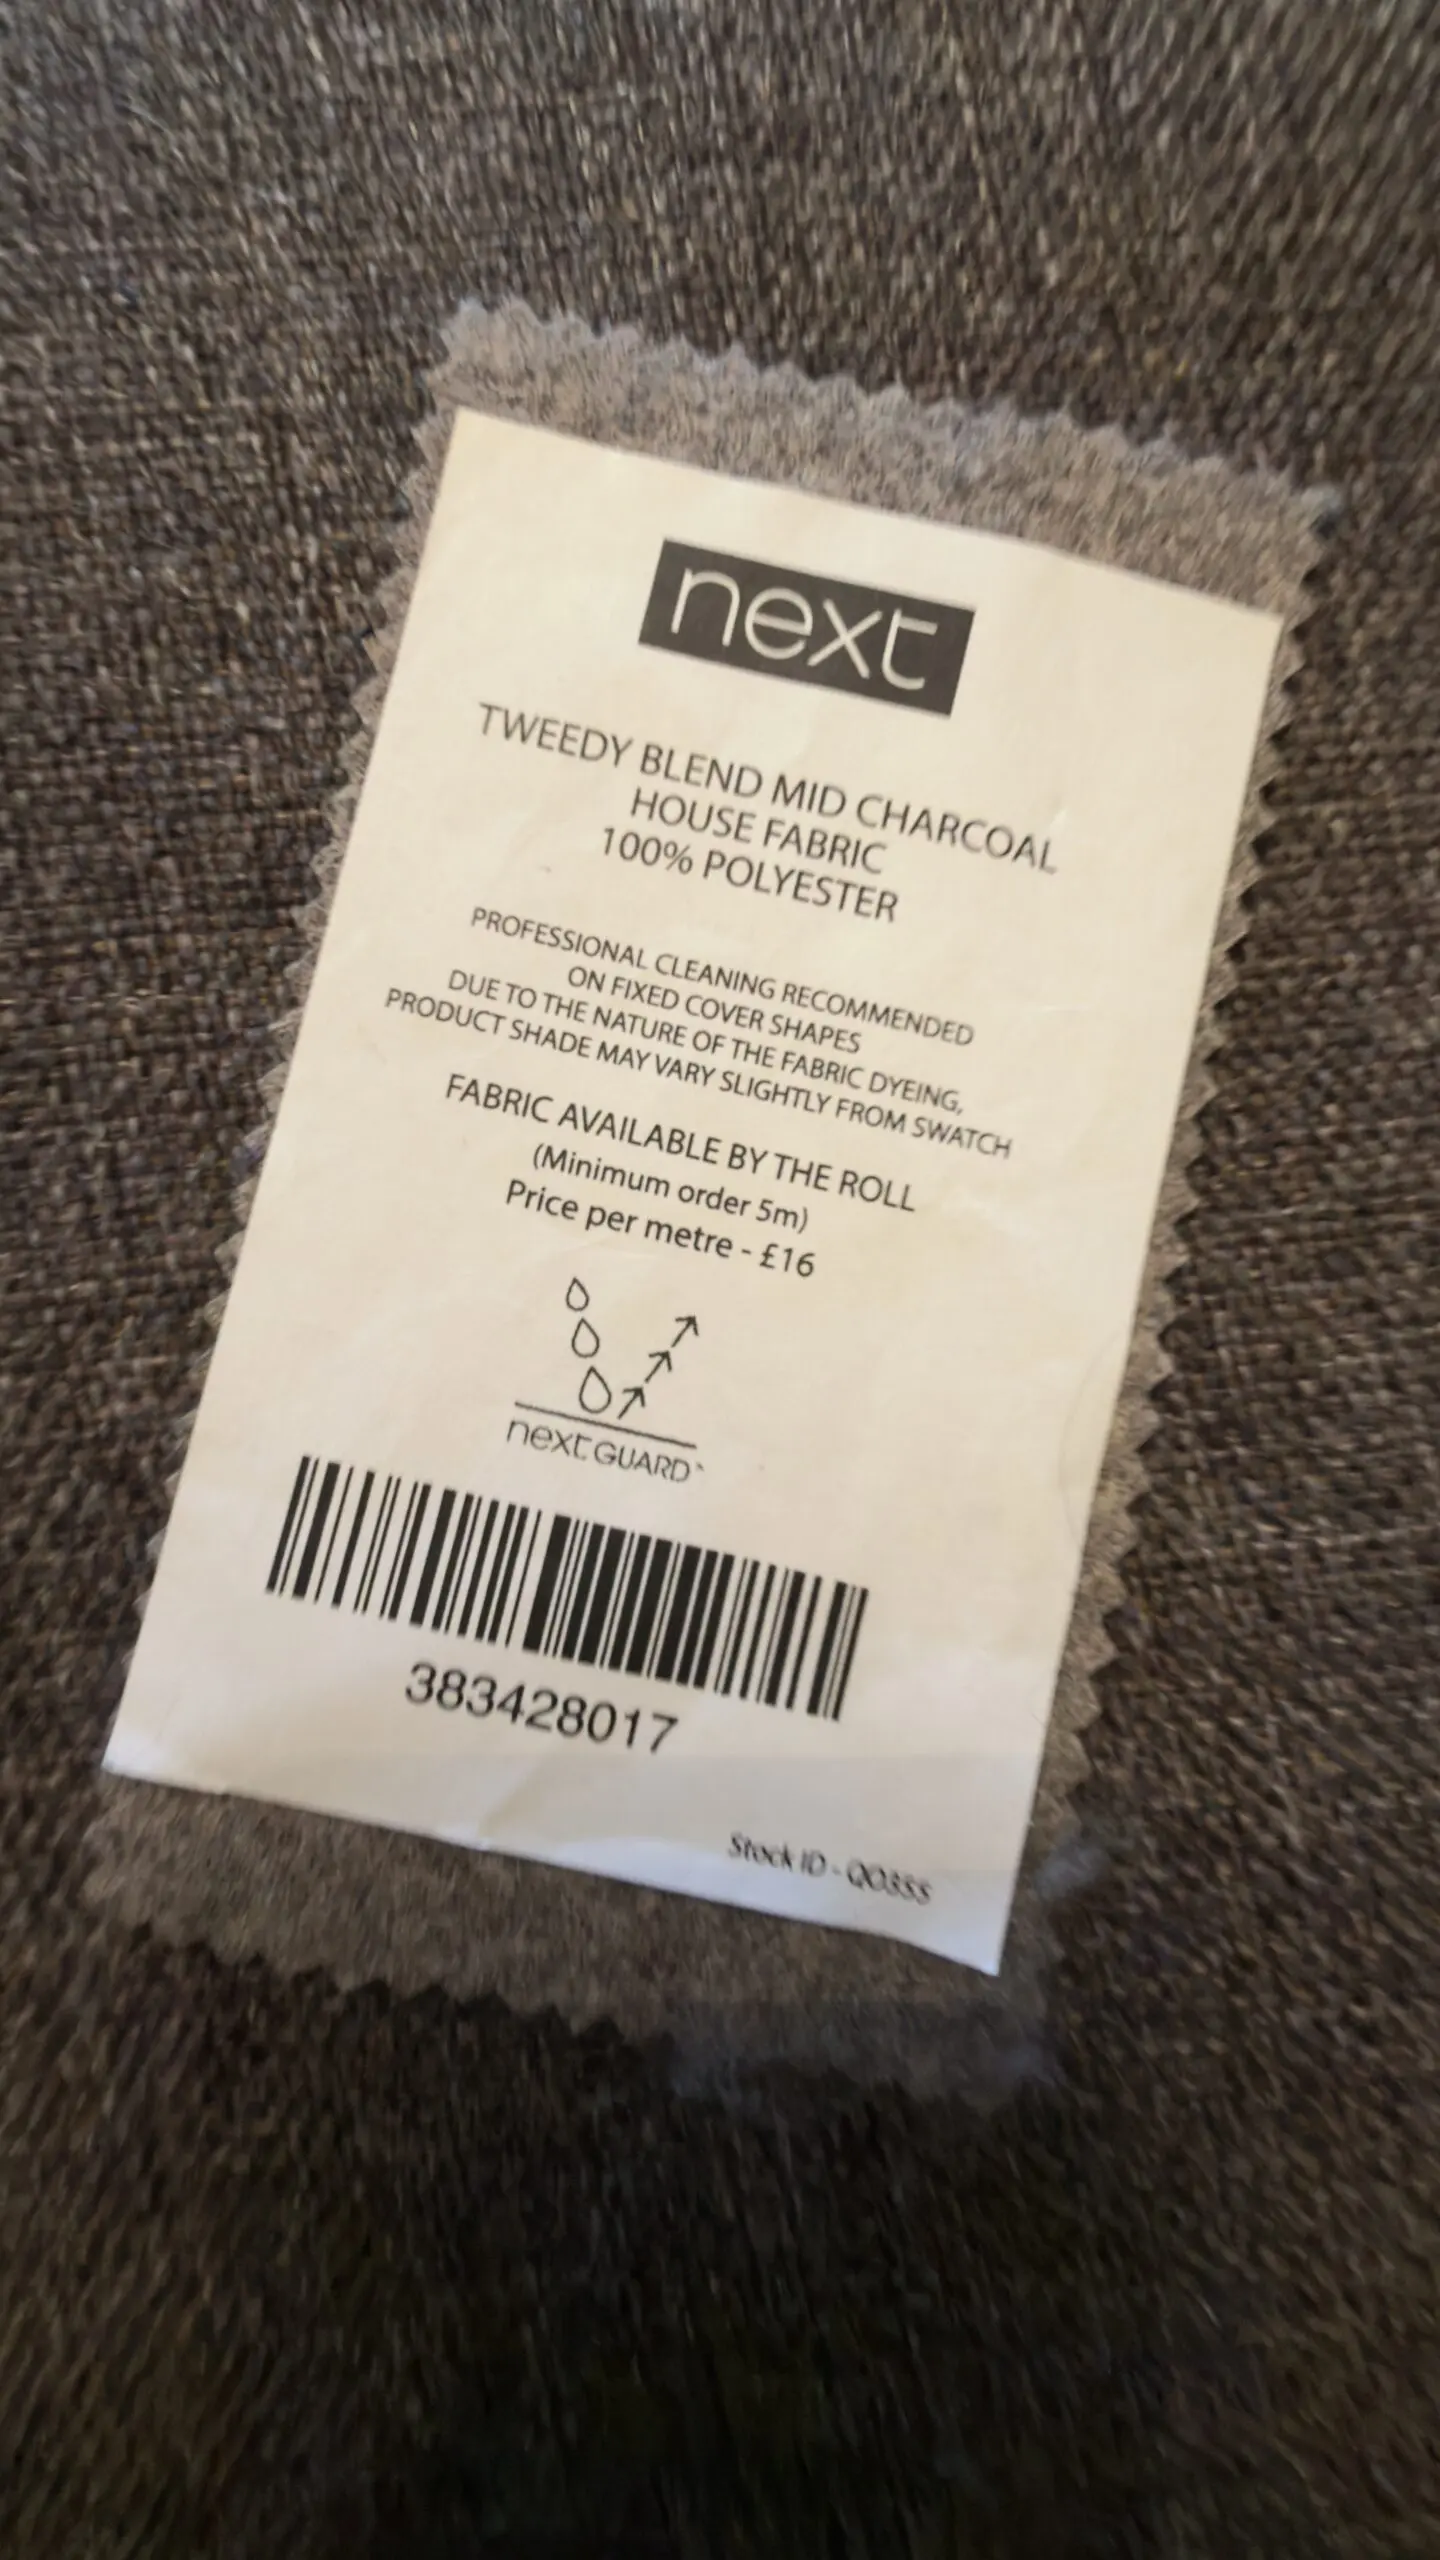 next
TWEEDY BLEND MID CHARCOAL
HOUSE FABRIC
100% POLYESTER
PROFESSIONAL CLEANING RECOMMENDED
ON FIXED COVER SHAPES
DUE TO THE NATURE OF THE FABRIC DYEING,
PRODUCT SHADE MAY VARY SLIGHTLY FROM SWATCH
FABRIC AVAILABLE BY THE ROLL
(Minimum order 5m)
Price per metre - £16
next GUARD
383428017
Stock ID - QO355